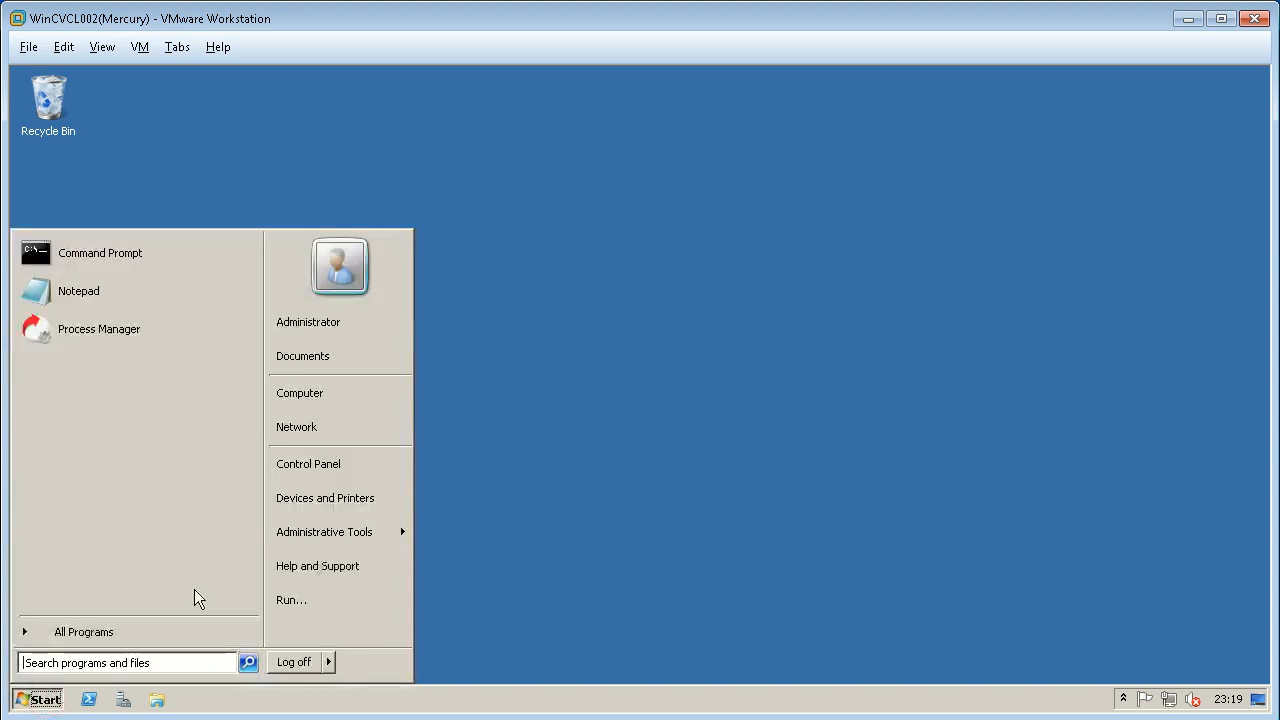 WinCVCL002(Mercury) - VMware Workstation
File Edit View VM Tabs Help
Recycle Bin
Command Prompt
Notepad
Process Manager
All Programs
Search programs and files
Administrator
Documents
Computer
Network
Control Panel
Devices and Printers
Administrative Tools
Help and Support
Run...
Log off
Start
23:19